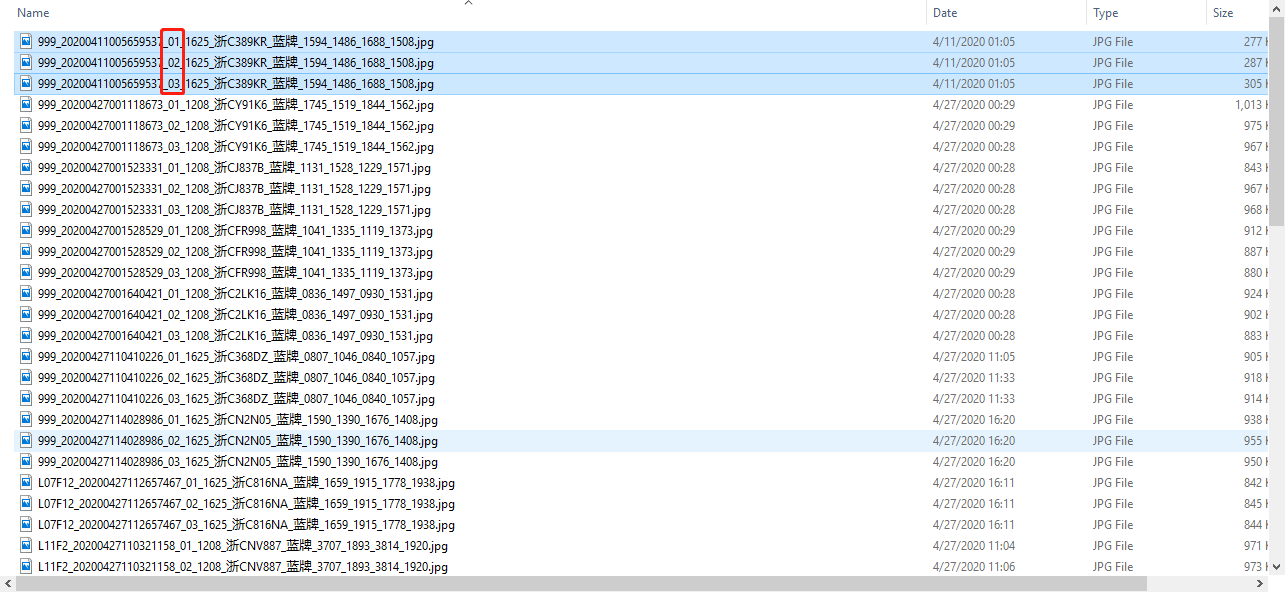 Name Date Type Size
999_20200411005659537_01_1625_浙C389KR_蓝牌_1594_1486_1688_1508.jpg 4/11/2020 01:05 JPG File 277
999_20200411005659537_02_1625_浙C389KR_蓝牌_1594_1486_1688_1508.jpg 4/11/2020 01:05 JPG File 287
999_20200411005659537_03_1625_浙C389KR_蓝牌_1594_1486_1688_1508.jpg 4/11/2020 01:05 JPG File 305
999_20200427001118673_01_1208_浙CY91K6_蓝牌_1745_1519_1844_1562.jpg 4/27/2020 00:29 JPG File 1,013
999_20200427001118673_02_1208_浙CY91K6_蓝牌_1745_1519_1844_1562.jpg 4/27/2020 00:29 JPG File 975
999_20200427001118673_03_1208_浙CY91K6_蓝牌_1745_1519_1844_1562.jpg 4/27/2020 00:28 JPG File 967
999_20200427001523331_01_1208_浙CJ837B_蓝牌_1131_1528_1229_1571.jpg 4/27/2020 00:28 JPG File 843
999_20200427001523331_02_1208_浙CJ837B_蓝牌_1131_1528_1229_1571.jpg 4/27/2020 00:28 JPG File 967
999_20200427001523331_03_1208_浙CJ837B_蓝牌_1131_1528_1229_1571.jpg 4/27/2020 00:28 JPG File 968
999_20200427001528529_01_1208_浙CFR998_蓝牌_1041_1335_1119_1373.jpg 4/27/2020 00:29 JPG File 912
999_20200427001528529_02_1208_浙CFR998_蓝牌_1041_1335_1119_1373.jpg 4/27/2020 00:29 JPG File 887
999_20200427001528529_03_1208_浙CFR998_蓝牌_1041_1335_1119_1373.jpg 4/27/2020 00:29 JPG File 880
999_20200427001640421_01_1208_浙C2LK16_蓝牌_0836_1497_0930_1531.jpg 4/27/2020 00:28 JPG File 924
999_20200427001640421_02_1208_浙C2LK16_蓝牌_0836_1497_0930_1531.jpg 4/27/2020 00:28 JPG File 902
999_20200427001640421_03_1208_浙C2LK16_蓝牌_0836_1497_0930_1531.jpg 4/27/2020 00:28 JPG File 883
999_20200427110410226_01_1625_浙C368DZ_蓝牌_0807_1046_0840_1057.jpg 4/27/2020 11:05 JPG File 905
999_20200427110410226_02_1625_浙C368DZ_蓝牌_0807_1046_0840_1057.jpg 4/27/2020 11:33 JPG File 918
999_20200427110410226_03_1625_浙C368DZ_蓝牌_0807_1046_0840_1057.jpg 4/27/2020 11:33 JPG File 914
999_20200427114028986_01_1625_浙CN2N05_蓝牌_1590_1390_1676_1408.jpg 4/27/2020 16:20 JPG File 938
999_20200427114028986_02_1625_浙CN2N05_蓝牌_1590_1390_1676_1408.jpg 4/27/2020 16:20 JPG File 955
999_20200427114028986_03_1625_浙CN2N05_蓝牌_1590_1390_1676_1408.jpg 4/27/2020 16:20 JPG File 950
L07F12_20200427112657467_01_1625_浙C816NA_蓝牌_1659_1915_1778_1938.jpg 4/27/2020 16:11 JPG File 842
L07F12_20200427112657467_02_1625_浙C816NA_蓝牌_1659_1915_1778_1938.jpg 4/27/2020 16:11 JPG File 845
L07F12_20200427112657467_03_1625_浙C816NA_蓝牌_1659_1915_1778_1938.jpg 4/27/2020 16:11 JPG File 844
L11F2_20200427110321158_01_1208_浙CNV887_蓝牌_3707_1893_3814_1920.jpg 4/27/2020 11:04 JPG File 971
L11F2_20200427110321158_02_1208_浙CNV887_蓝牌_3707_1893_3814_1920.jpg 4/27/2020 11:06 JPG File 973